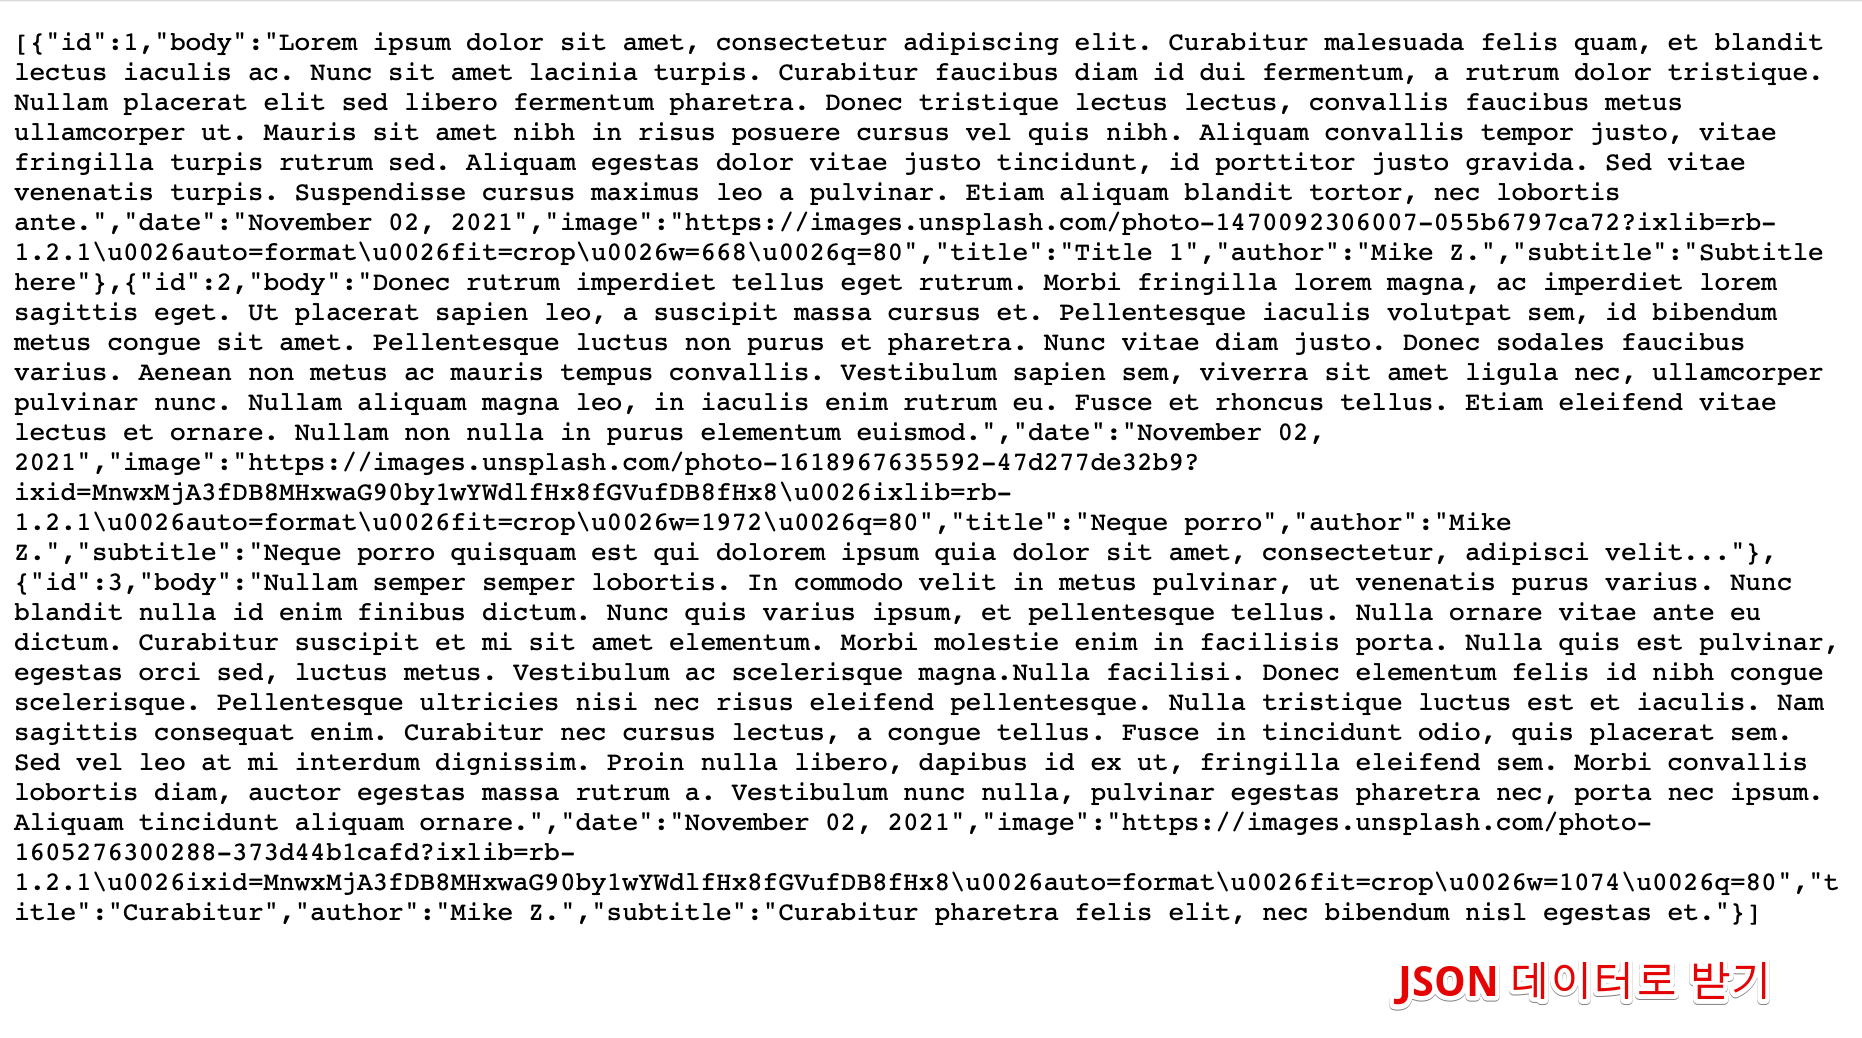 [{"id":1,"body":"Lorem ipsum dolor sit amet, consectetur adipiscing elit. Curabitur malesuada felis quam, et blandit
lectus iaculis ac. Nunc sit amet lacinia turpis. Curabitur faucibus diam id dui fermentum, a rutrum dolor tristique.
Nullam placerat elit sed libero fermentum pharetra. Donec tristique lectus lectus, convallis faucibus metus
ullamcorper ut. Mauris sit amet nibh in risus posuere cursus vel quis nibh. Aliquam convallis tempor justo, vitae
fringilla turpis rutrum sed. Aliquam egestas dolor vitae justo tincidunt, id porttitor justo gravida. Sed vitae
venenatis turpis. Suspendisse cursus maximus leo a pulvinar. Etiam aliquam blandit tortor, nec lobortis
ante.","date":"November 02, 2021","image":"https://images.unsplash.com/photo-1470092306007-055b6797ca72?ixlib=rb-
1.2.1\u0026auto=format\u0026fit=crop\u0026w=668\u0026q=80","title":"Title 1","author":"Mike Z.","subtitle":"Subtitle
here"},{"id":2,"body":"Donec rutrum imperdiet tellus eget rutrum. Morbi fringilla lorem magna, ac imperdiet lorem
sagittis eget. Ut placerat sapien leo, a suscipit massa cursus et. Pellentesque iaculis volutpat sem, id bibendum
metus congue sit amet. Pellentesque luctus non purus et pharetra. Nunc vitae diam justo. Donec sodales faucibus
varius. Aenean non metus ac mauris tempus convallis. Vestibulum sapien sem, viverra sit amet ligula nec, ullamcorper
pulvinar nunc. Nullam aliquam magna leo, in iaculis enim rutrum eu. Fusce et rhoncus tellus. Etiam eleifend vitae
lectus et ornare. Nullam non nulla in purus elementum euismod.","date":"November 02,
2021","image":"https://images.unsplash.com/photo-1618967635592-47d277de32b9?
ixid=MnwxMjA3fDB8MHxwaG90by1wYWdlfHx8fGVufDB8fHx8\u0026ixlib=rb-
1.2.1\u0026auto=format\u0026fit=crop\u0026w=1972\u0026q=80","title":"Neque porro","author":"Mike
Z.","subtitle":"Neque porro quisquam est qui dolorem ipsum quia dolor sit amet, consectetur, adipisci velit..."},
{"id":3,"body":"Nullam semper semper lobortis. In commodo velit in metus pulvinar, ut venenatis purus varius. Nunc
blandit nulla id enim finibus dictum. Nunc quis varius ipsum, et pellentesque tellus. Nulla ornare vitae ante eu
dictum. Curabitur suscipit et mi sit amet elementum. Morbi molestie enim in facilisis porta. Nulla quis est pulvinar,
egestas orci sed, luctus metus. Vestibulum ac scelerisque magna.Nulla facilisi. Donec elementum felis id nibh congue
scelerisque. Pellentesque ultricies nisi nec risus eleifend pellentesque. Nulla tristique luctus est et iaculis. Nam
sagittis consequat enim. Curabitur nec cursus lectus, a congue tellus. Fusce in tincidunt odio, quis placerat sem.
Sed vel leo at mi interdum dignissim. Proin nulla libero, dapibus id ex ut, fringilla eleifend sem. Morbi convallis
lobortis diam, auctor egestas massa rutrum a. Vestibulum nunc nulla, pulvinar egestas pharetra nec, porta nec ipsum.
Aliquam tincidunt aliquam ornare.","date":"November 02, 2021","image":"https://images.unsplash.com/photo-
1605276300288-373d44b1cafd?ixlib=rb-
1.2.1\u0026ixid=MnwxMjA3fDB8MHxwaG90by1wYWdlfHx8fGVufDB8fHx8\u0026auto=format\u0026fit=crop\u0026w=1074\u0026q=80","t
itle":"Curabitur","author":"Mike Z.","subtitle":"Curabitur pharetra felis elit, nec bibendum nisl egestas et."}]
JSON 데이터로 받기